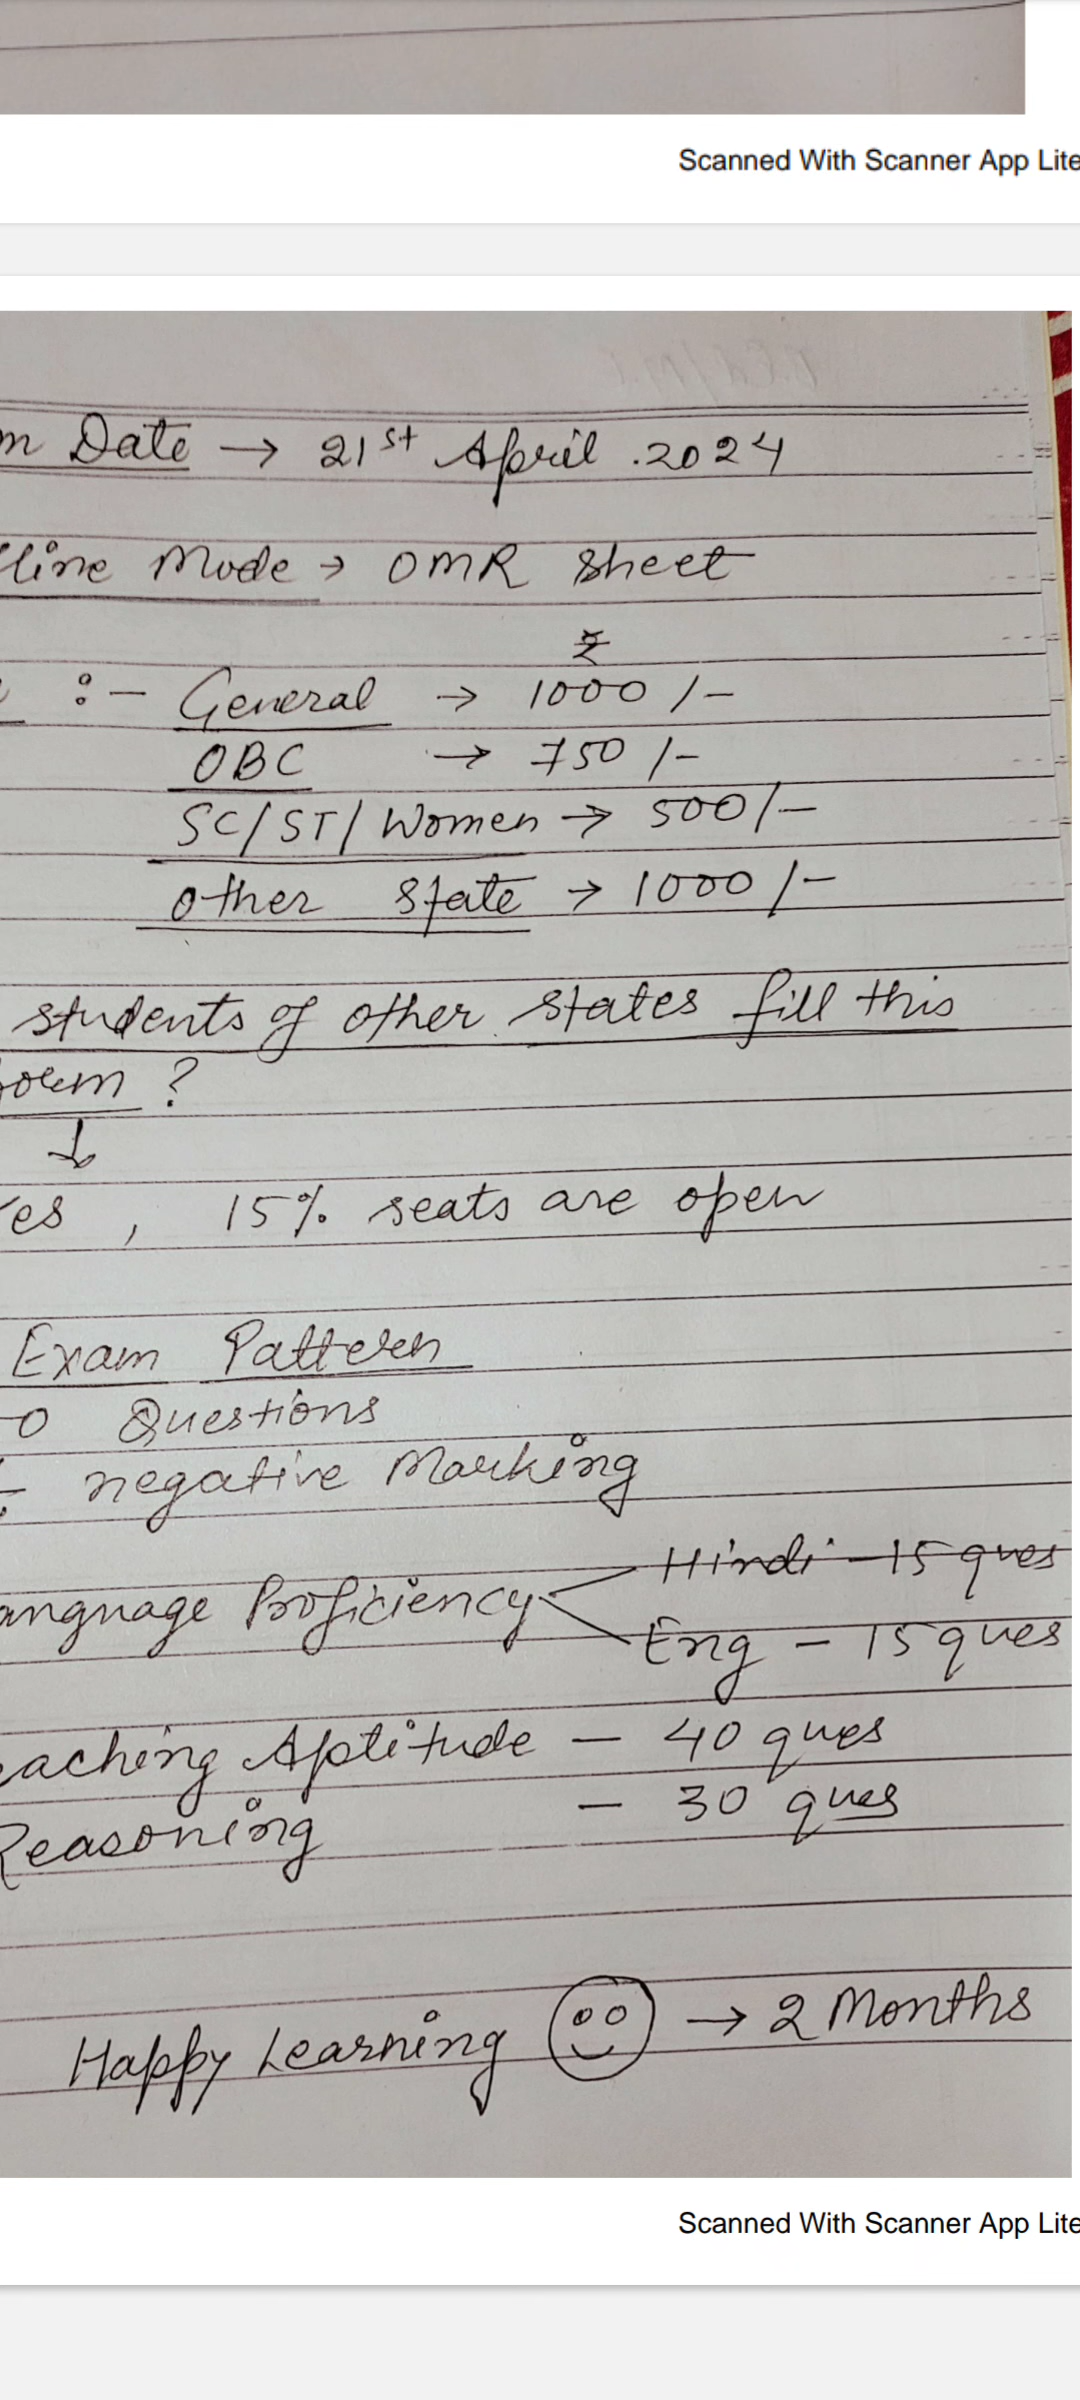 Scanned With Scanner App Lite
Date → 21st April .2024
Mode → OMR sheet
₹
:- General → 1000 /-
OBC → 750 /-
SC/ST/Women → 500/-
other state → 1000 /-
students of other states fill this
?
↓
, 15% seats are open
Exam Pattern
Questions
negative Marking
Proficiency Hindi - 15 ques
Eng - 15 ques
Aptitude - 40 ques
Reasoning - 30 ques
Happy Learning → 2 Months
Scanned With Scanner App Lite